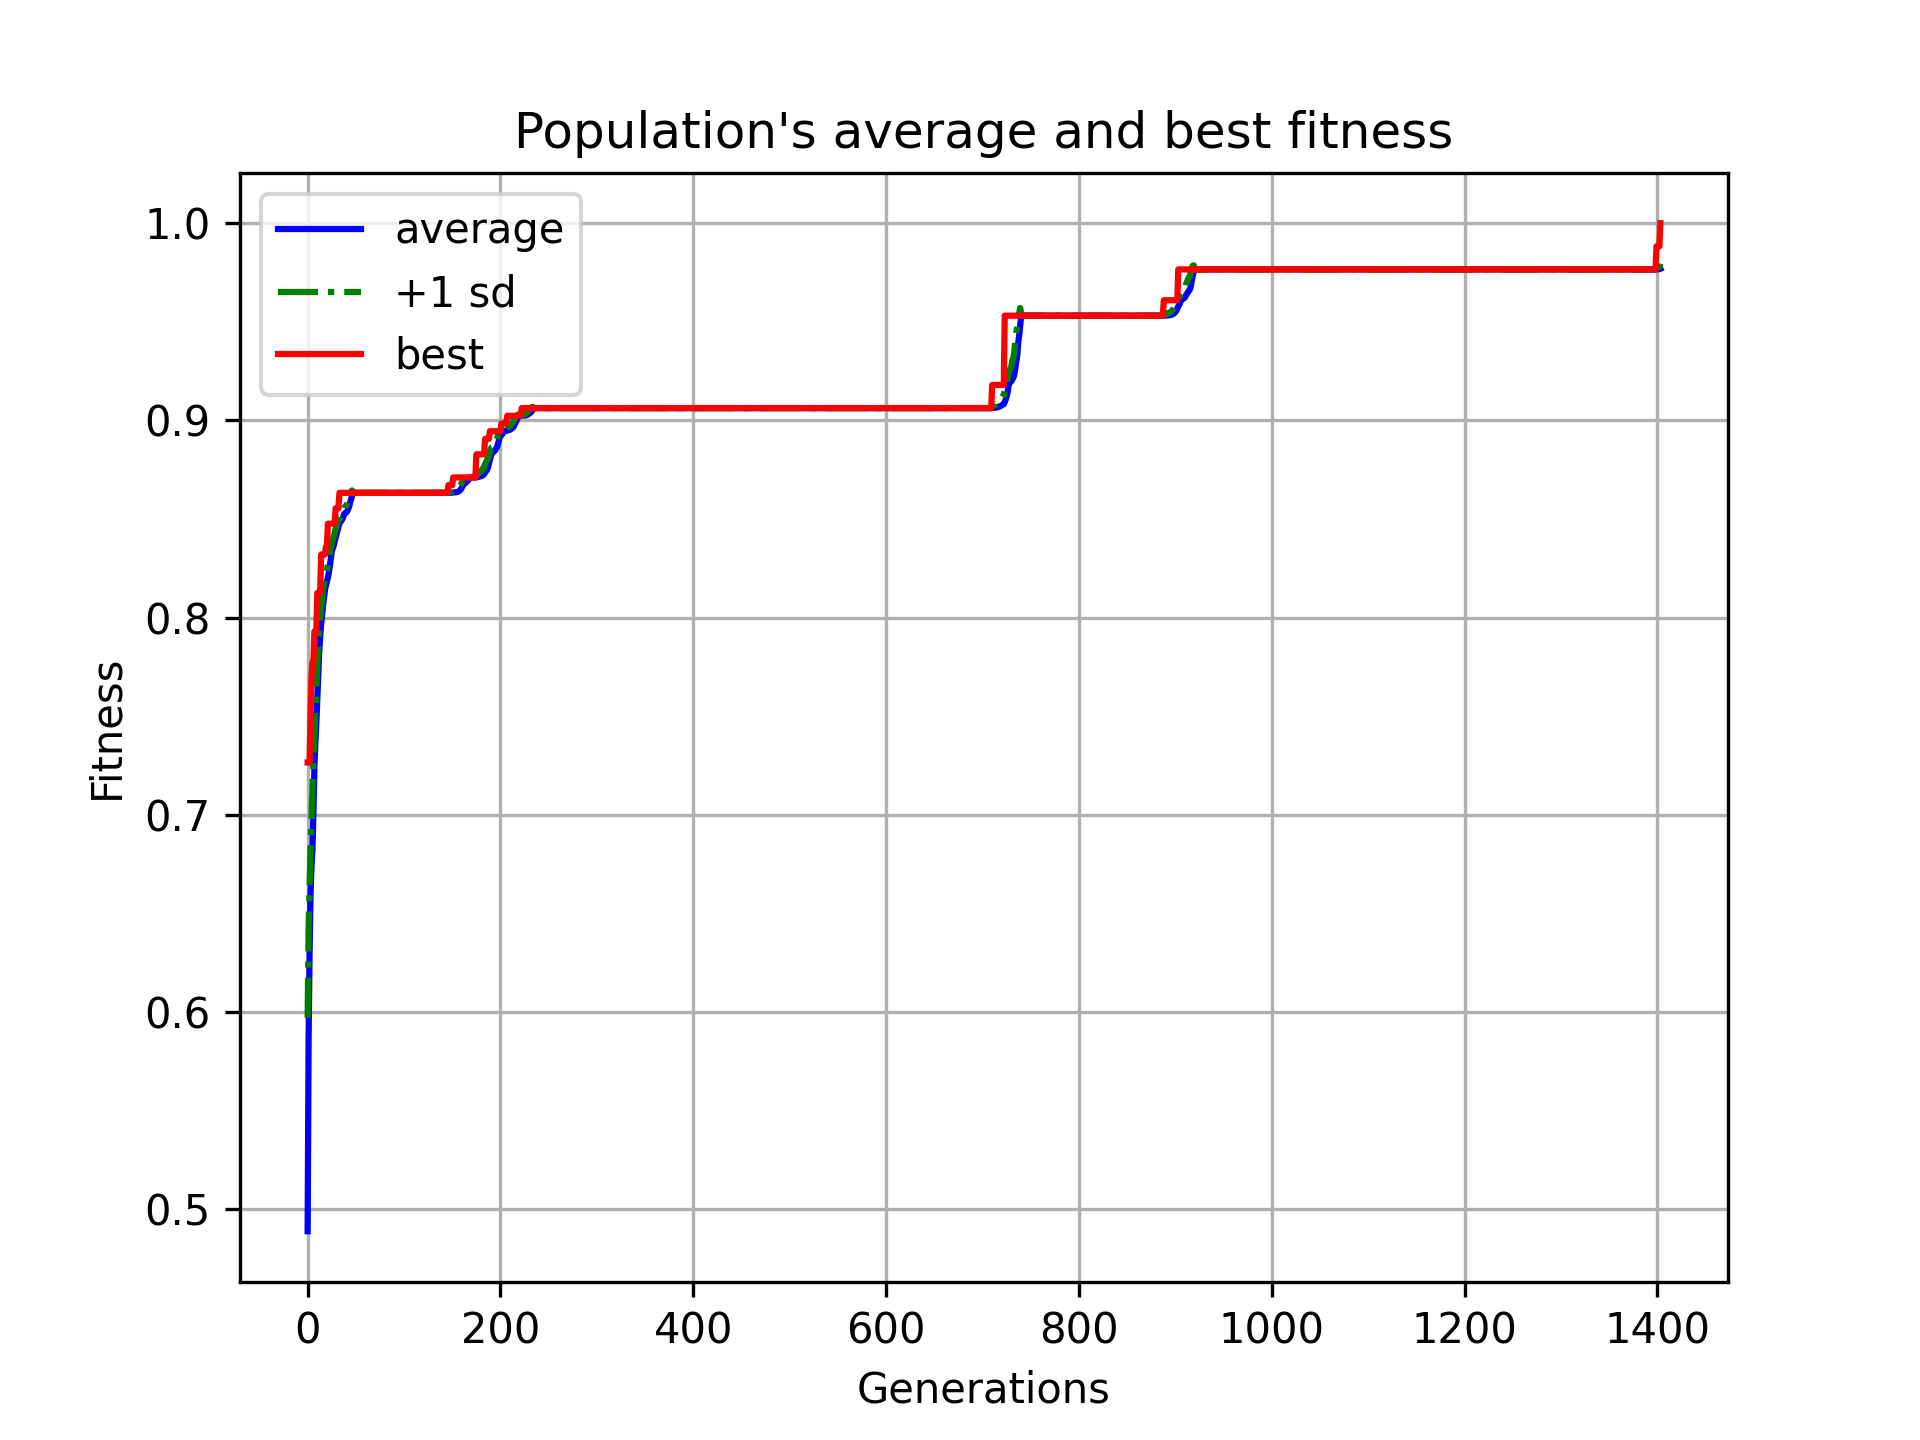 Population's average and best fitness
average
+1 sd
best
1.0
0.9
0.8
0.7
0.6
0.5
Fitness
0 200 400 600 800 1000 1200 1400
Generations